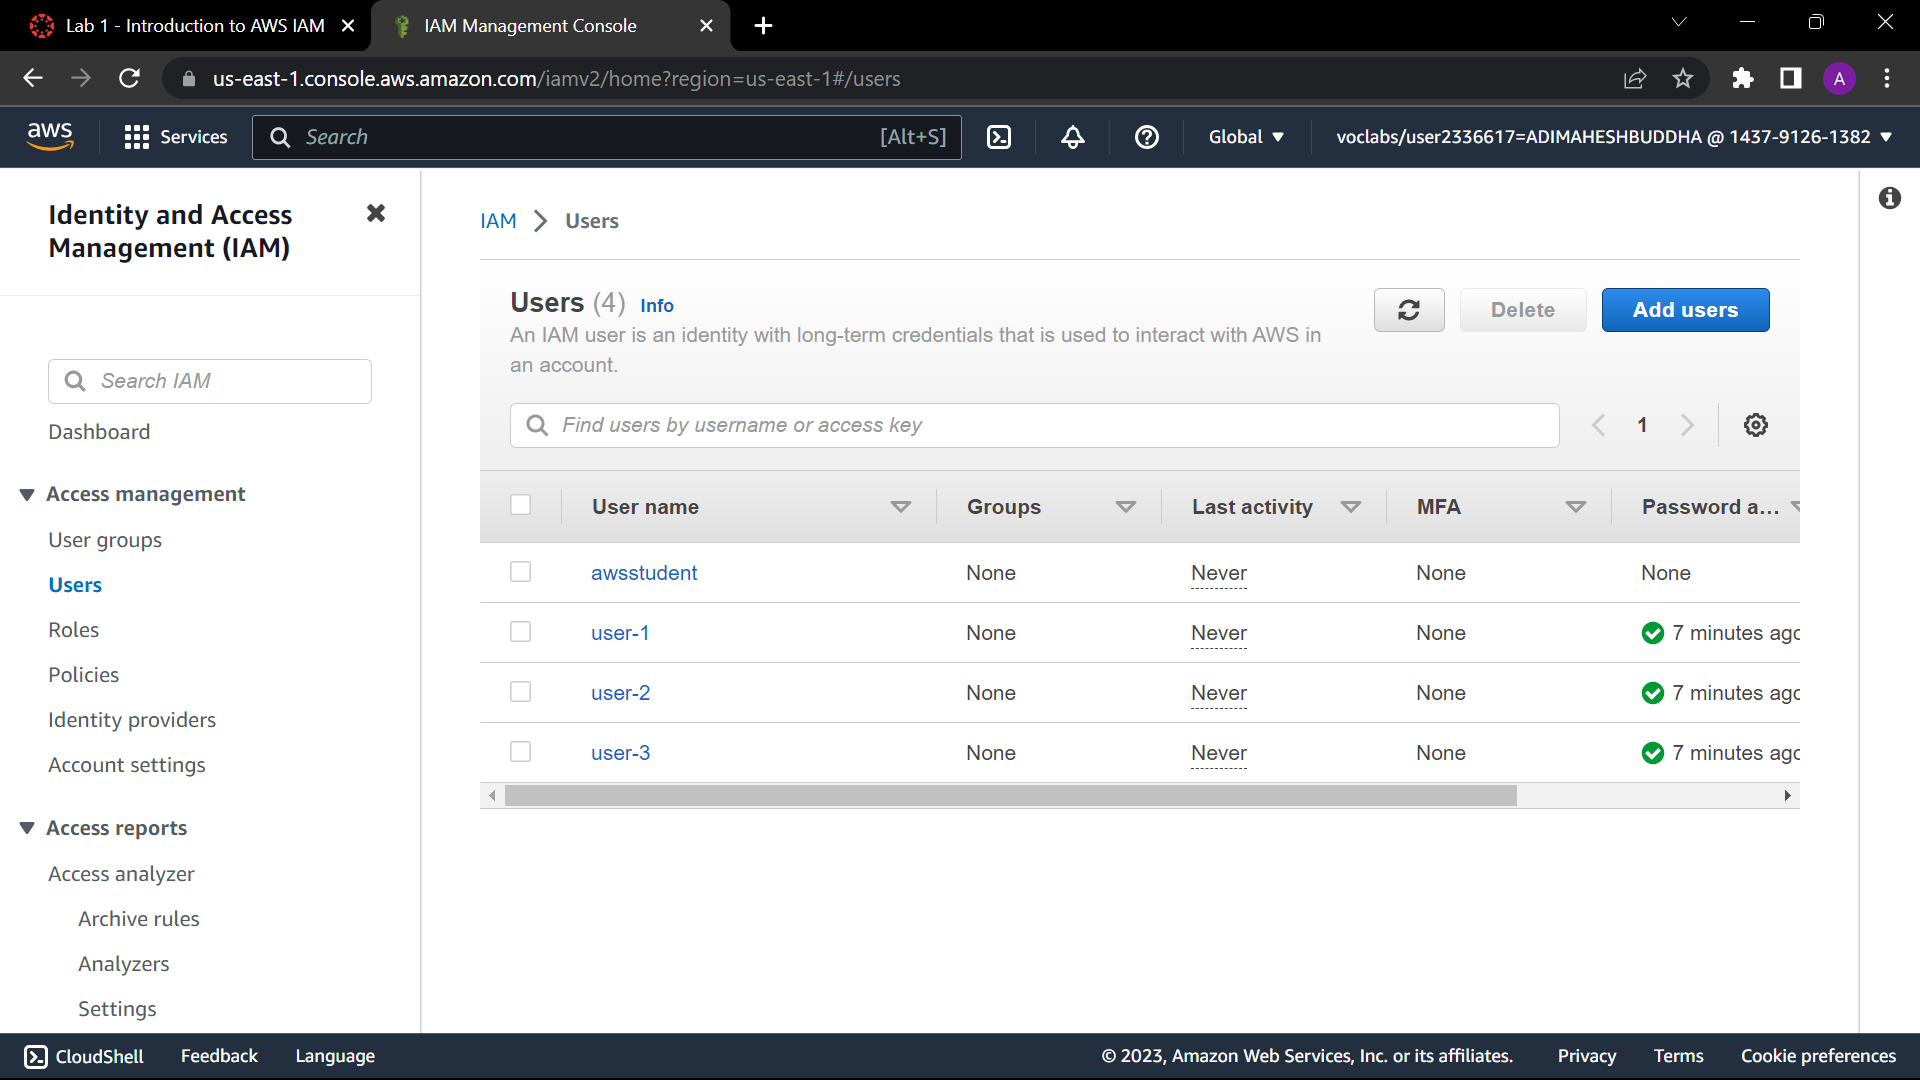 Lab 1 - Introduction to AWS IAM
IAM Management Console
us-east-1.console.aws.amazon.com/iamv2/home?region=us-east-1#/users
A
aws
Services
Search
[Alt+S]
Global
voclabs/user2336617=ADIMAHESHBUDDHA @ 1437-9126-1382
Identity and Access
Management (IAM)
Search IAM
Dashboard
Access management
User groups
Users
Roles
Policies
Identity providers
Account settings
Access reports
Access analyzer
Archive rules
Analyzers
Settings
IAM > Users
Users (4) Info
An IAM user is an identity with long-term credentials that is used to interact with AWS in
an account.
Delete
Add users
Find users by username or access key
1
User name Groups Last activity MFA Password a...
awsstudent None Never None None
user-1 None Never None 7 minutes ago
user-2 None Never None 7 minutes ago
user-3 None Never None 7 minutes ago
CloudShell Feedback Language © 2023, Amazon Web Services, Inc. or its affiliates. Privacy Terms Cookie preferences